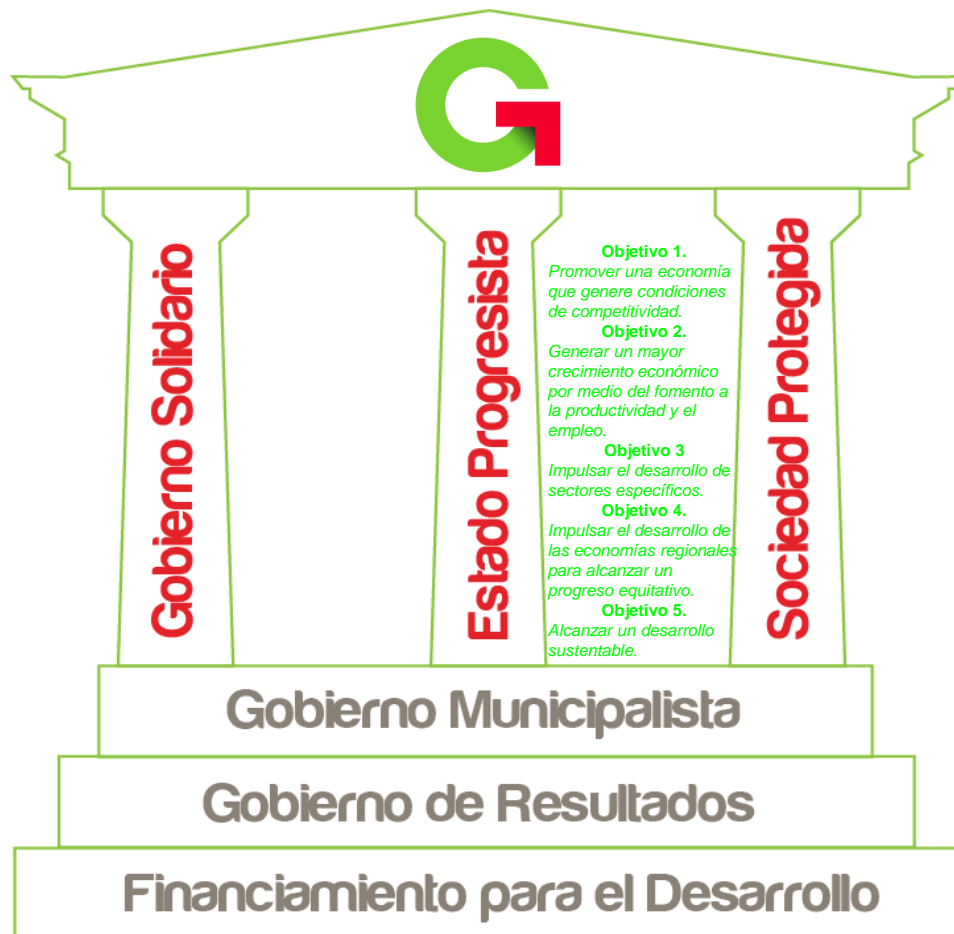 G
Gobierno Solidario
Estado Progresista
Objetivo 1.
Promover una economía
que genere condiciones
de competitividad.
Objetivo 2.
Generar un mayor
crecimiento económico
por medio del fomento a
la productividad y el
empleo.
Objetivo 3
Impulsar el desarrollo de
sectores específicos.
Objetivo 4.
Impulsar el desarrollo de
las economías regionales
para alcanzar un
progreso equitativo.
Objetivo 5.
Alcanzar un desarrollo
sustentable.
Sociedad Protegida
Gobierno Municipalista
Gobierno de Resultados
Financiamiento para el Desarrollo